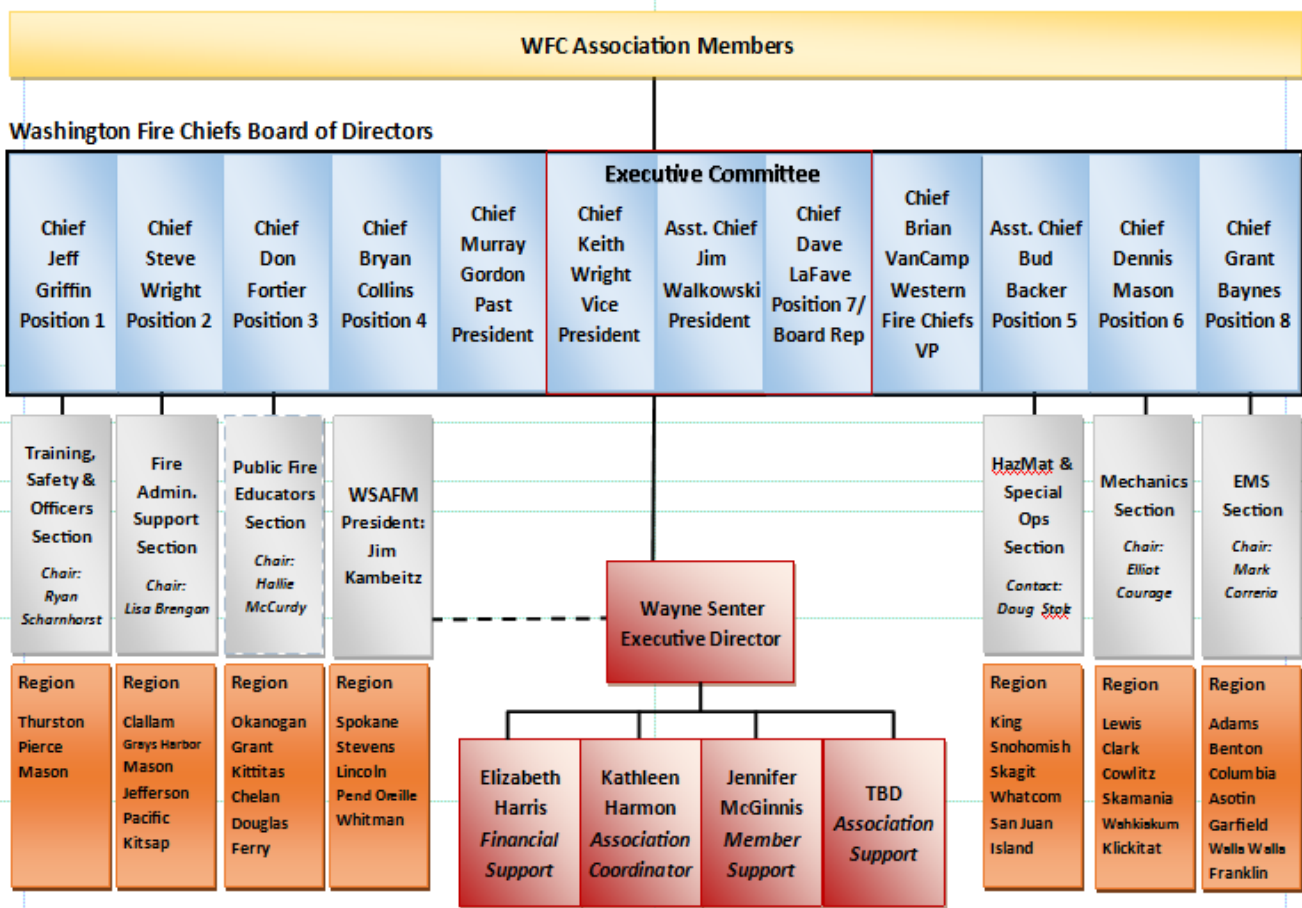 WFC Association Members
Washington Fire Chiefs Board of Directors
Executive Committee
Chief
Jeff
Griffin
Position 1
Chief
Steve
Wright
Position 2
Chief
Don
Fortier
Position 3
Chief
Bryan
Collins
Position 4
Chief
Murray
Gordon
Past
President
Chief
Keith
Wright
Vice
President
Asst. Chief
Jim
Walkowski
President
Chief
Dave
LaFave
Position 7/
Board Rep
Chief
Brian
VanCamp
Western
Fire Chiefs
VP
Asst. Chief
Bud
Backer
Position 5
Chief
Dennis
Mason
Position 6
Chief
Grant
Baynes
Position 8
Training,
Safety &
Officers
Section
Chair:
Ryan
Scharnhorst
Fire
Admin.
Support
Section
Chair:
Lisa Brengan
Public Fire
Educators
Section
Chair:
Hallie
McCurdy
WSAFM
President:
Jim
Kambeitz
HazMat &
Special
Ops
Section
Contact:
Doug Stolz
Mechanics
Section
Chair:
Elliot
Courage
EMS
Section
Chair:
Mark
Correria
Wayne Senter
Executive Director
Region
Thurston
Pierce
Mason
Region
Clallam
Grays Harbor
Mason
Jefferson
Pacific
Kitsap
Region
Okanogan
Grant
Kittitas
Chelan
Douglas
Ferry
Region
Spokane
Stevens
Lincoln
Pend Oreille
Whitman
Elizabeth
Harris
Financial
Support
Kathleen
Harmon
Association
Coordinator
Jennifer
McGinnis
Member
Support
TBD
Association
Support
Region
King
Snohomish
Skagit
Whatcom
San Juan
Island
Region
Lewis
Clark
Cowlitz
Skamania
Wahkiakum
Klickitat
Region
Adams
Benton
Columbia
Asotin
Garfield
Walla Walla
Franklin